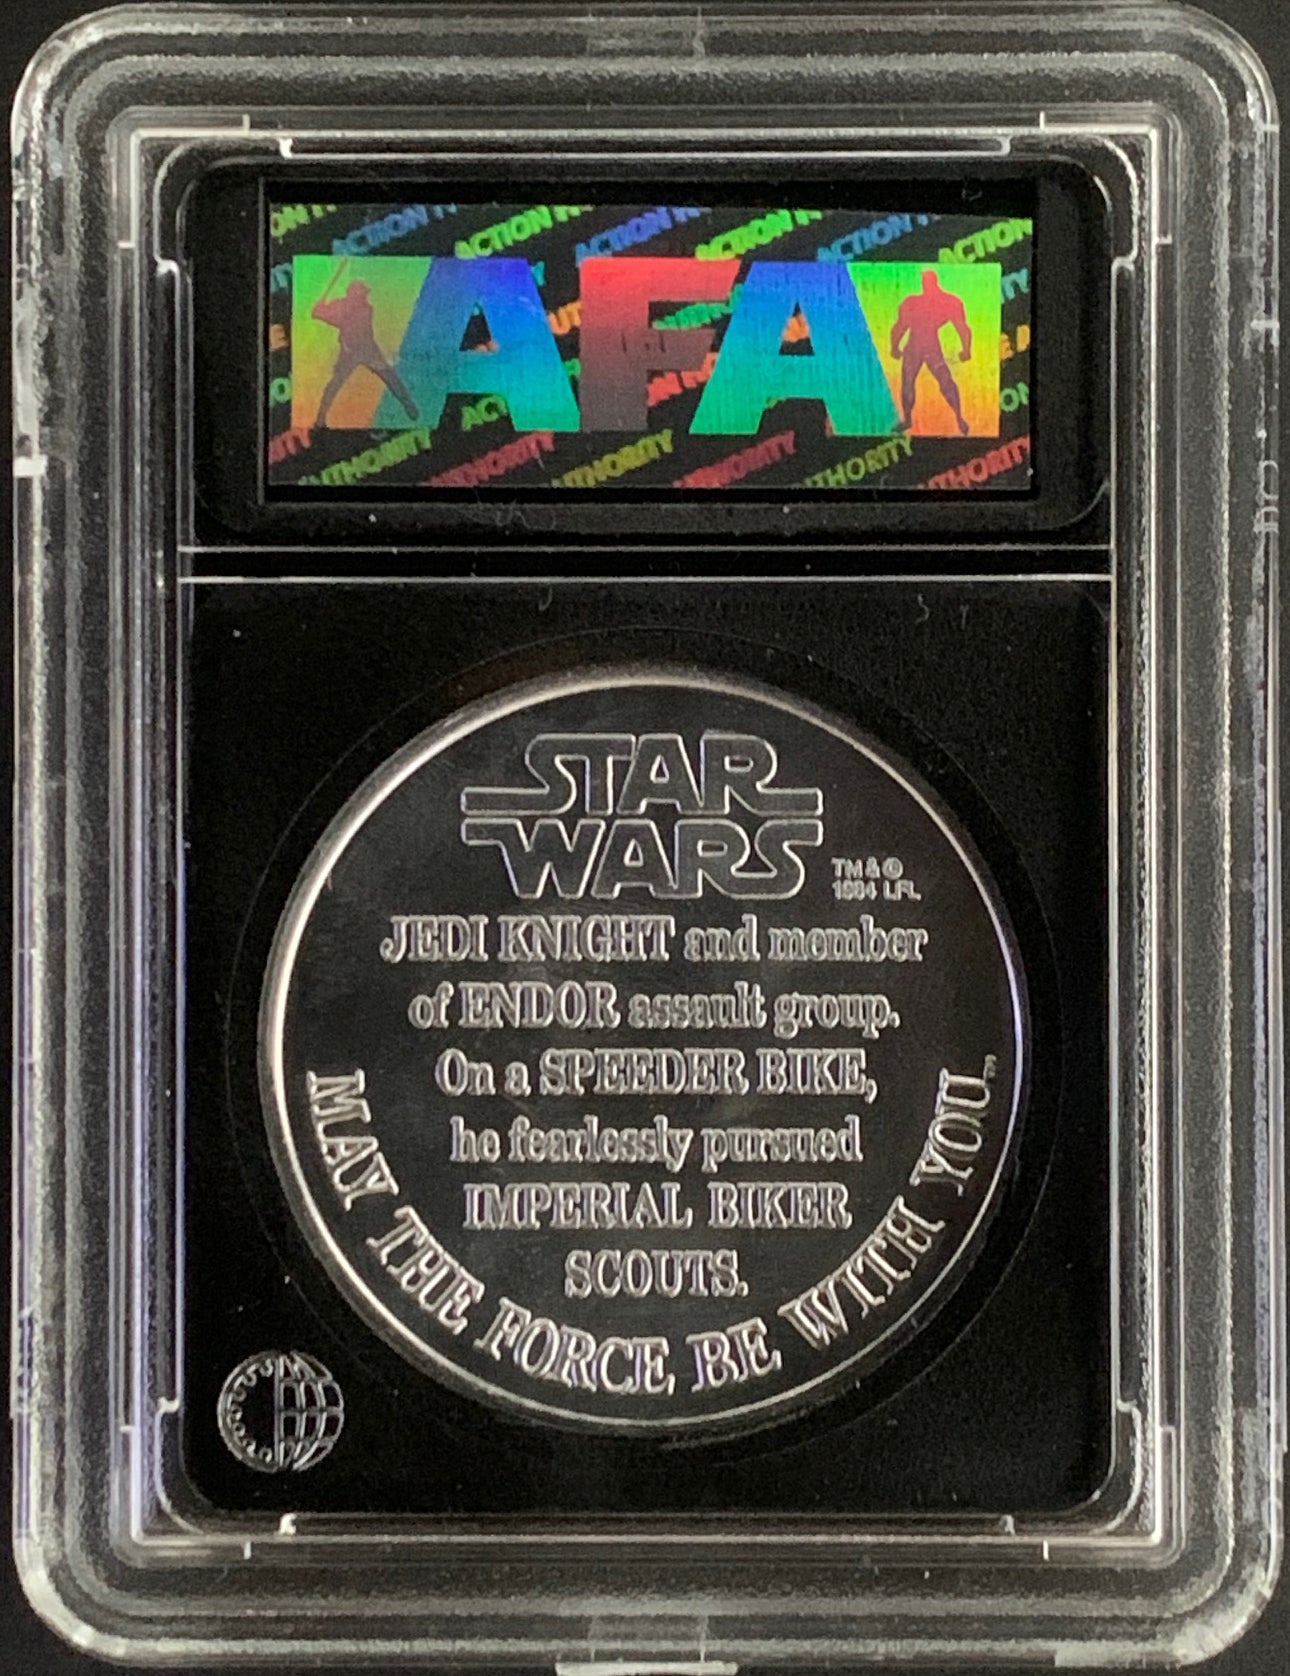 AFA
STAR
WARS
TM & ©
1984 LFL
JEDI KNIGHT and member
of ENDOR assault group.
On a SPEEDER BIKE,
he fearlessly pursued
IMPERIAL BIKER
SCOUTS.
MAY THE FORCE BE WITH YOU.